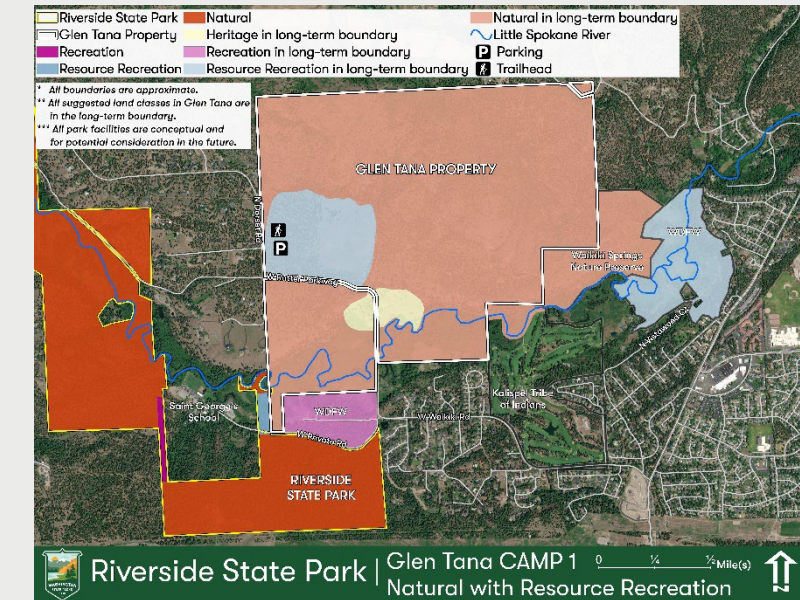 Riverside State Park
Natural
Natural in long-term boundary
Glen Tana Property
Heritage in long-term boundary
Little Spokane River
Recreation
Recreation in long-term boundary
P Parking
Resource Recreation
Resource Recreation in long-term boundary
Trailhead
* All boundaries are approximate.
** All suggested land classes in Glen Tana are
in the long-term boundary.
*** All park facilities are conceptual and
for potential consideration in the future.
GLEN TANA PROPERTY
N Dorset Rd
P
WDFW
Waikiki Springs
Nature Preserve
Saint George's
School
WDFW
W Waikiki Rd
Kalispel Tribe
of Indians
RIVERSIDE
STATE PARK
Riverside State Park
Glen Tana CAMP 1
Natural with Resource Recreation
0 ¼ ½ Mile(s)
N